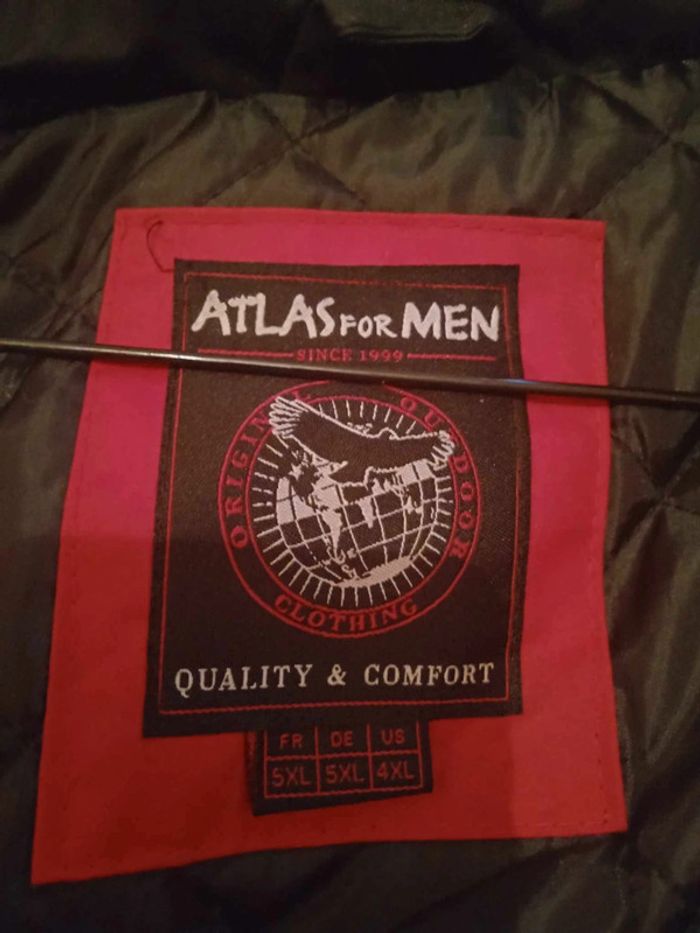 ATLAS FOR MEN
SINCE 1999
ORIGINAL OUTDOOR
CLOTHING
QUALITY & COMFORT
FR DE US
5XL 5XL 4XL